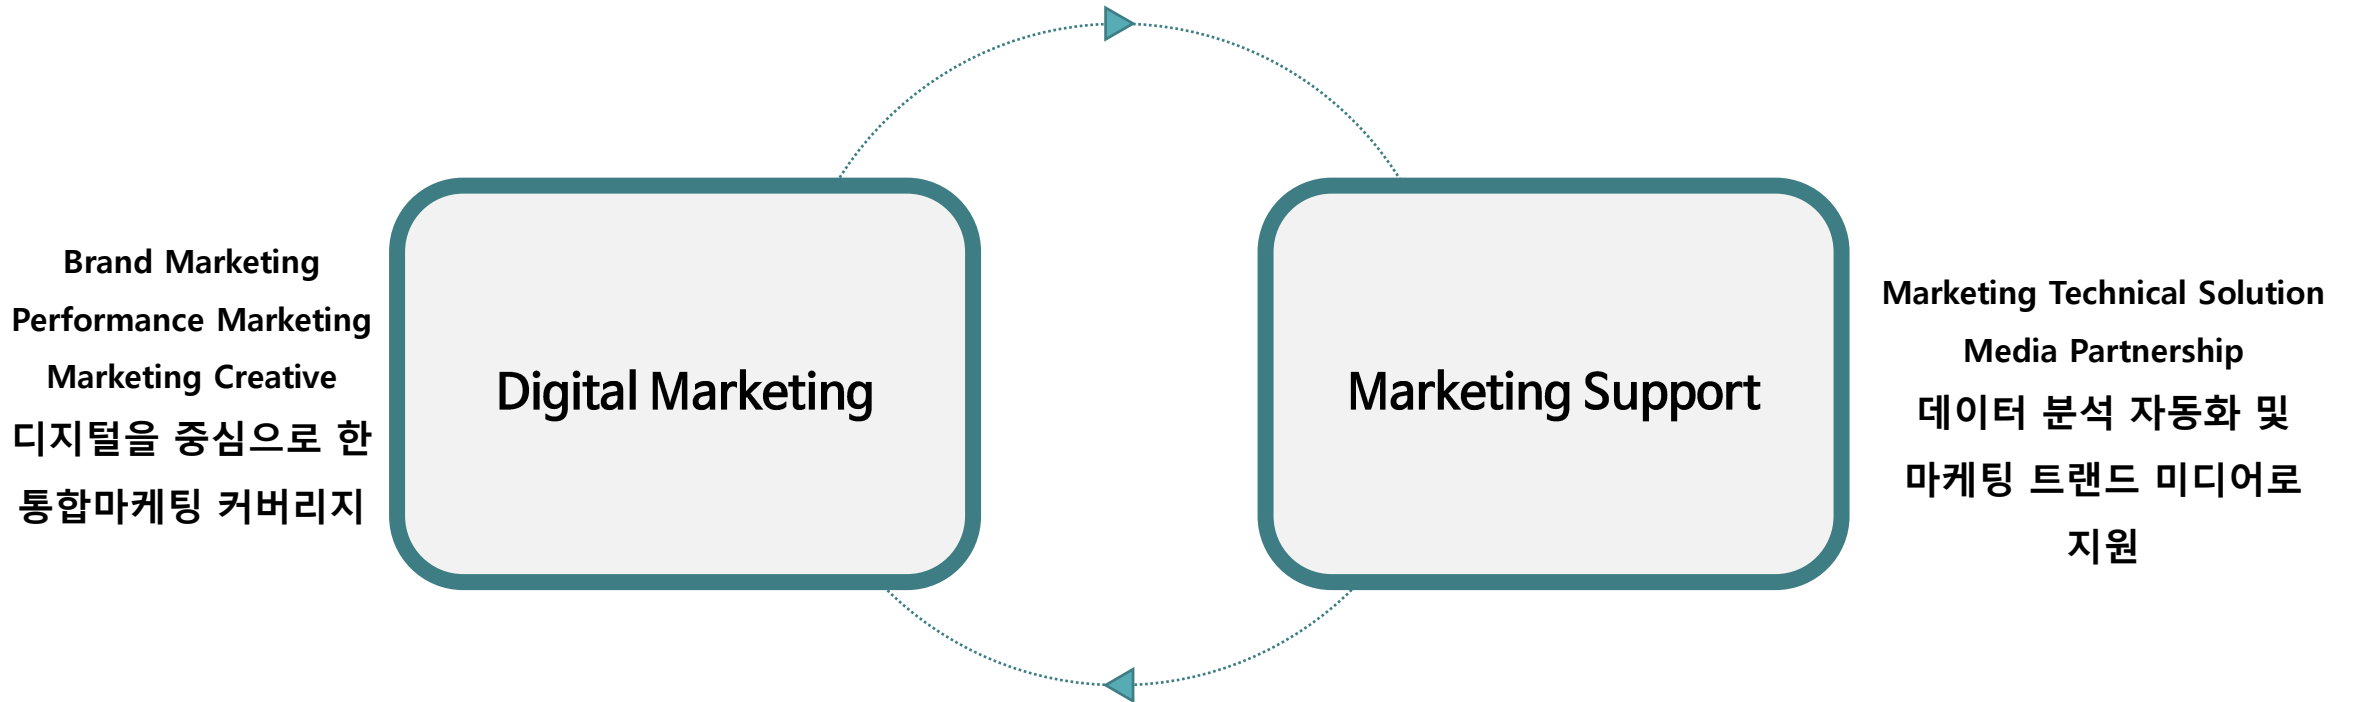 Brand Marketing
Performance Marketing
Marketing Creative
디지털을 중심으로 한
통합마케팅 커버리지
Digital Marketing
Marketing Support
Marketing Technical Solution
Media Partnership
데이터 분석 자동화 및
마케팅 트랜드 미디어로
지원